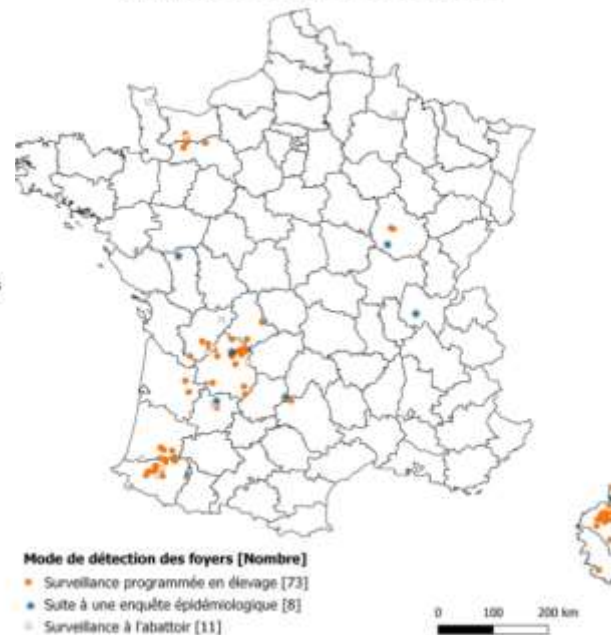 Mode de détection des foyers [Nombre]
Surveillance programmée en élevage [73]
Suite à une enquête épidémiologique [8]
Surveillance à l'abattoir [11]
0 100 200 km